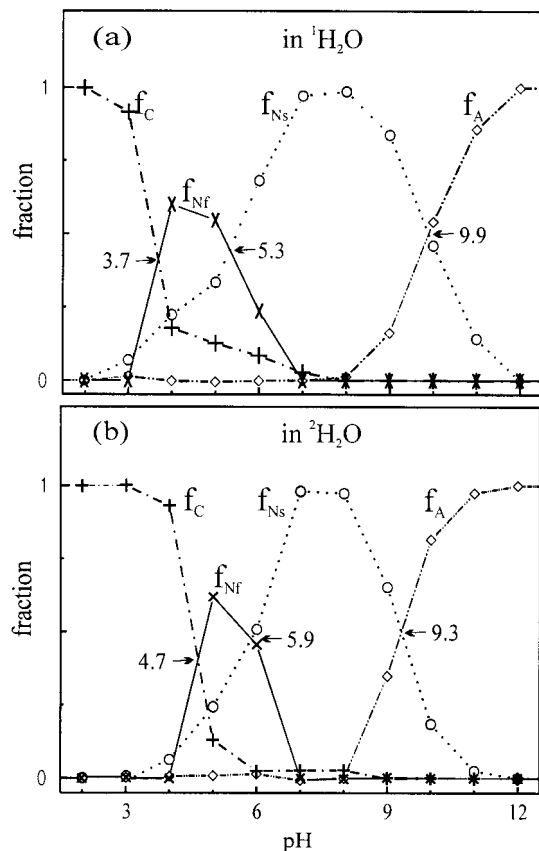 (a) in ¹H₂O
1
f_C
f_Ns
f_A
f_Nf
3.7
5.3
9.9
fraction
0
(b) in ²H₂O
1
f_C
f_Ns
f_A
f_Nf
4.7
5.9
9.3
fraction
0
3 6 9 12
pH